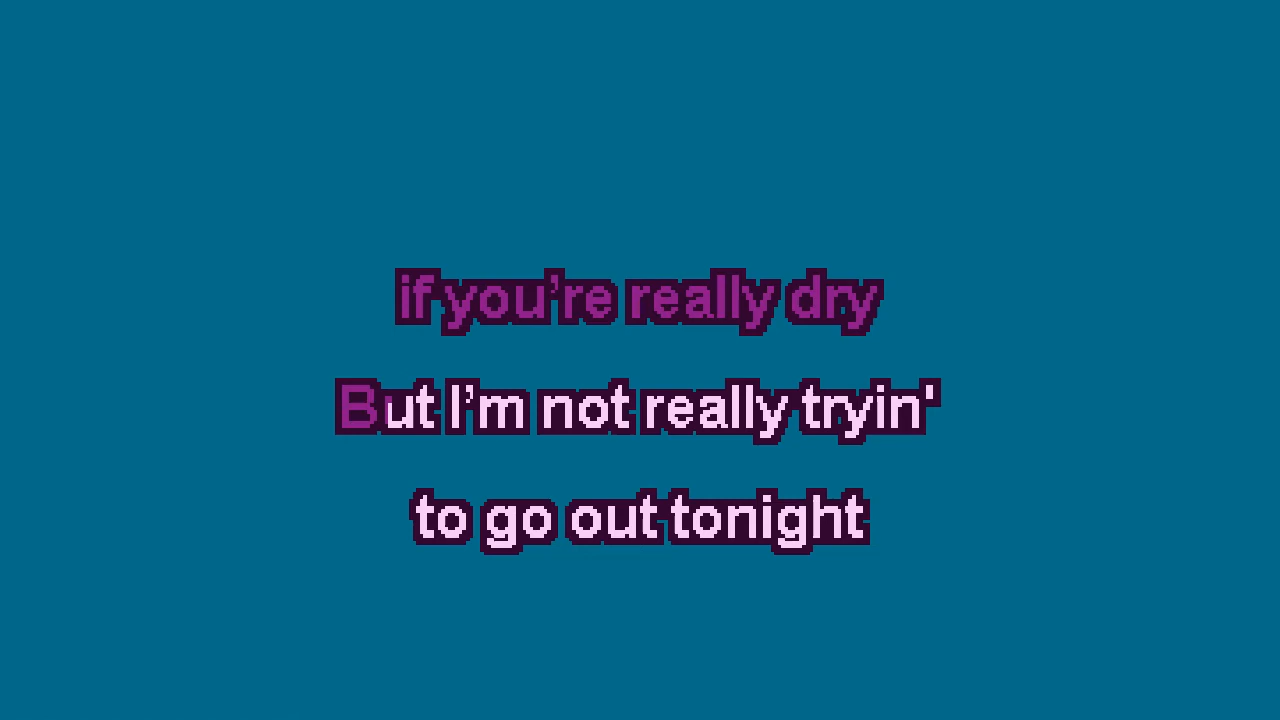 if you’re really dry
But I’m not really tryin'
to go out tonight